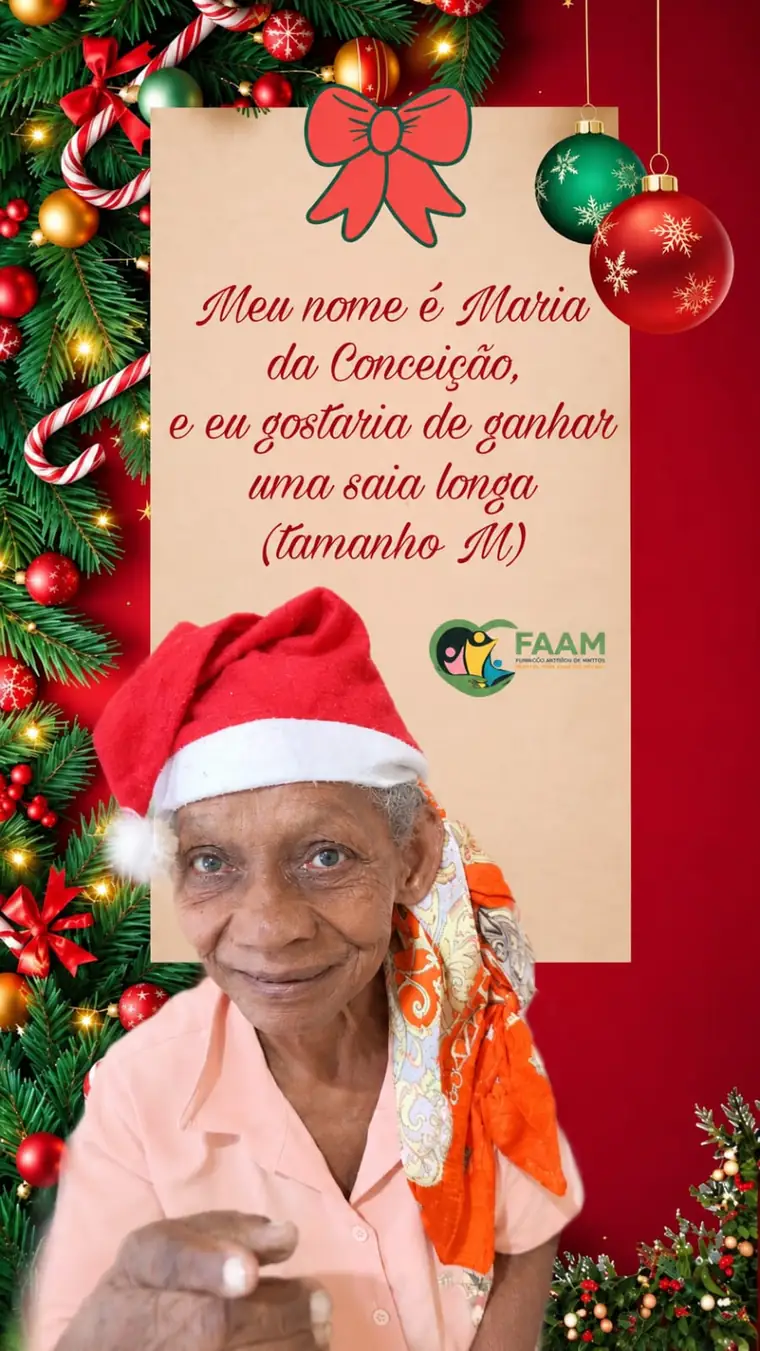 Meu nome é Maria
da Conceição,
e eu gostaria de ganhar
uma saia longa
(tamanho M)
FAAM